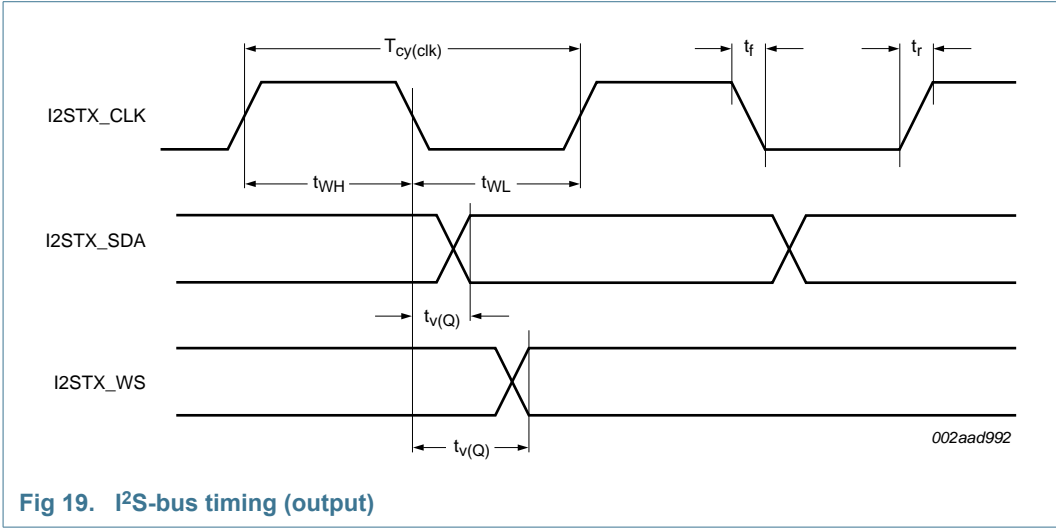 T_cy(clk)
t_f
t_r
I2STX_CLK
t_WH
t_WL
I2STX_SDA
t_v(Q)
I2STX_WS
t_v(Q)
002aad992
Fig 19. I²S-bus timing (output)